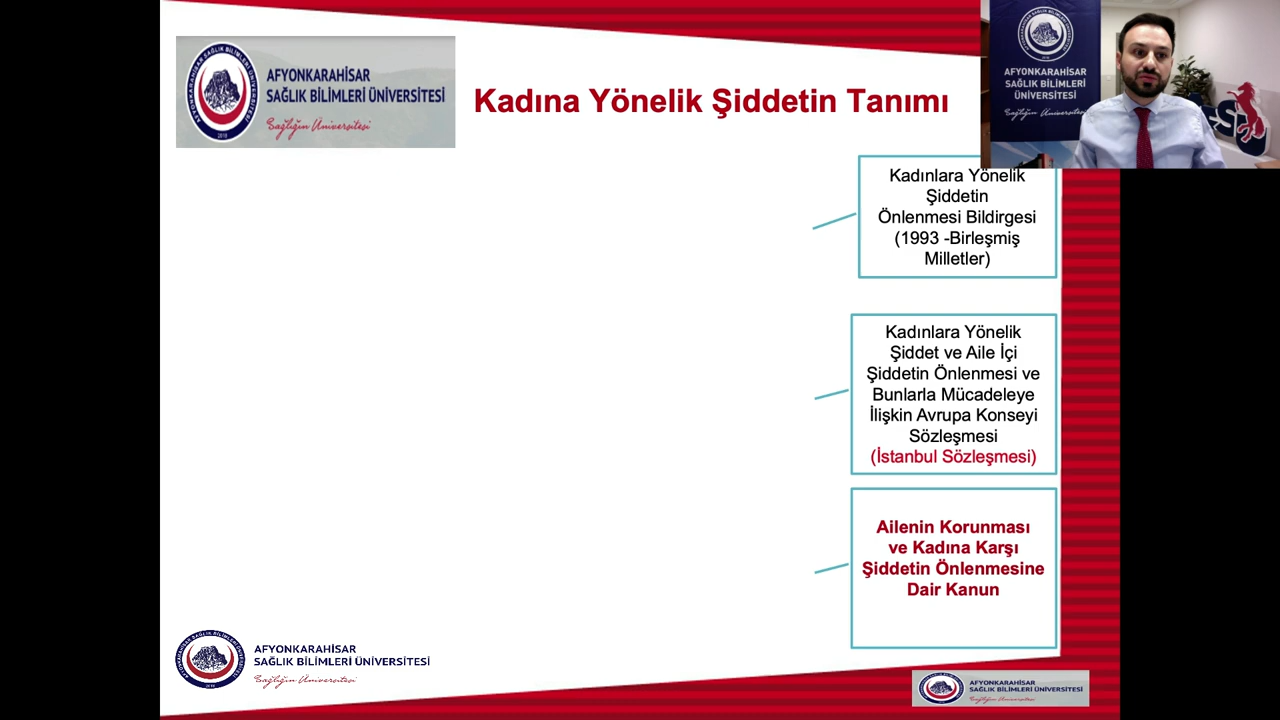 AFYONKARAHİSAR
SAĞLIK BİLİMLERİ ÜNİVERSİTESİ
Sağlığın Üniversitesi
Kadına Yönelik Şiddetin Tanımı
AFYONKARAHİSAR
SAĞLIK BİLİMLERİ
ÜNİVERSİTESİ
Sağlığın Üniversitesi
Kadınlara Yönelik
Şiddetin
Önlenmesi Bildirgesi
(1993 -Birleşmiş
Milletler)
Kadınlara Yönelik
Şiddet ve Aile İçi
Şiddetin Önlenmesi ve
Bunlarla Mücadeleye
İlişkin Avrupa Konseyi
Sözleşmesi
(İstanbul Sözleşmesi)
Ailenin Korunması
ve Kadına Karşı
Şiddetin Önlenmesine
Dair Kanun
AFYONKARAHİSAR
SAĞLIK BİLİMLERİ ÜNİVERSİTESİ
Sağlığın Üniversitesi
AFYONKARAHİSAR
SAĞLIK BİLİMLERİ ÜNİVERSİTESİ
Sağlığın Üniversitesi